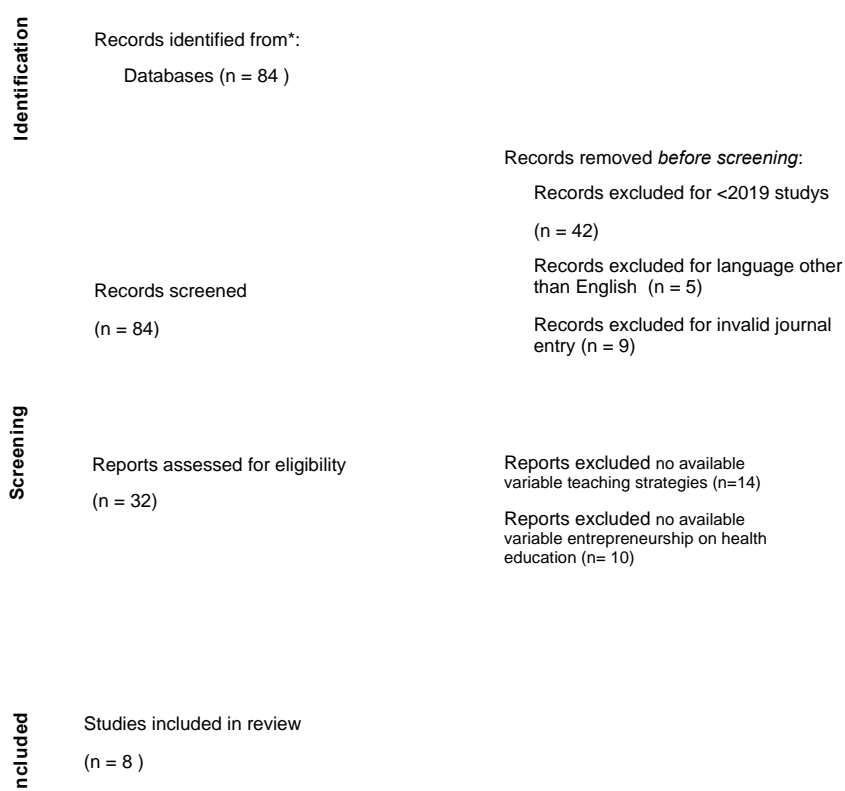 Identification
Records identified from*:
Databases (n = 84 )
Records removed before screening:
Records excluded for <2019 studys
(n = 42)
Records excluded for language other
than English (n = 5)
Records excluded for invalid journal
entry (n = 9)
Records screened
(n = 84)
Screening
Reports assessed for eligibility
(n = 32)
Reports excluded no available
variable teaching strategies (n=14)
Reports excluded no available
variable entrepreneurship on health
education (n= 10)
ncluded
Studies included in review
(n = 8 )